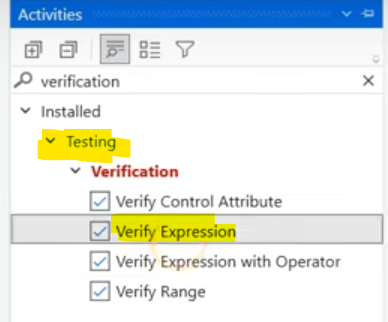 Activities
verification
Installed
Testing
Verification
Verify Control Attribute
Verify Expression
Verify Expression with Operator
Verify Range